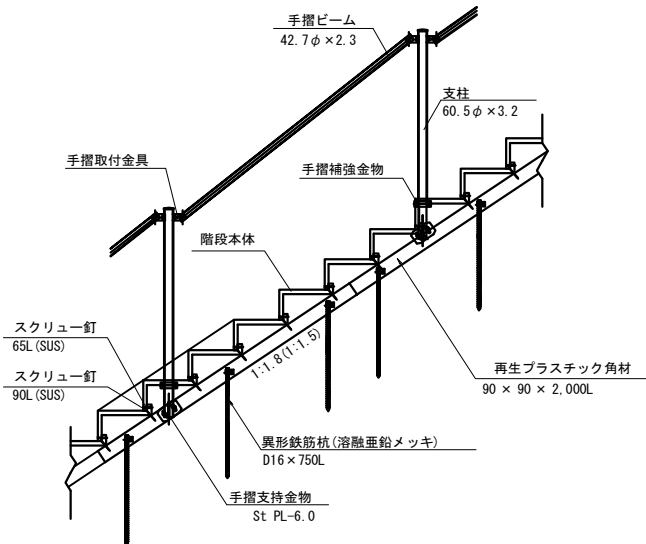 手摺ビーム
42.7φ×2.3
支柱
60.5φ×3.2
手摺取付金具
手摺補強金物
階段本体
スクリュー釘
65L(SUS)
スクリュー釘
90L(SUS)
1:1.8(1:1.5)
再生プラスチック角材
90 × 90 × 2,000L
異形鉄筋杭(溶融亜鉛メッキ)
D16×750L
手摺支持金物
St PL-6.0